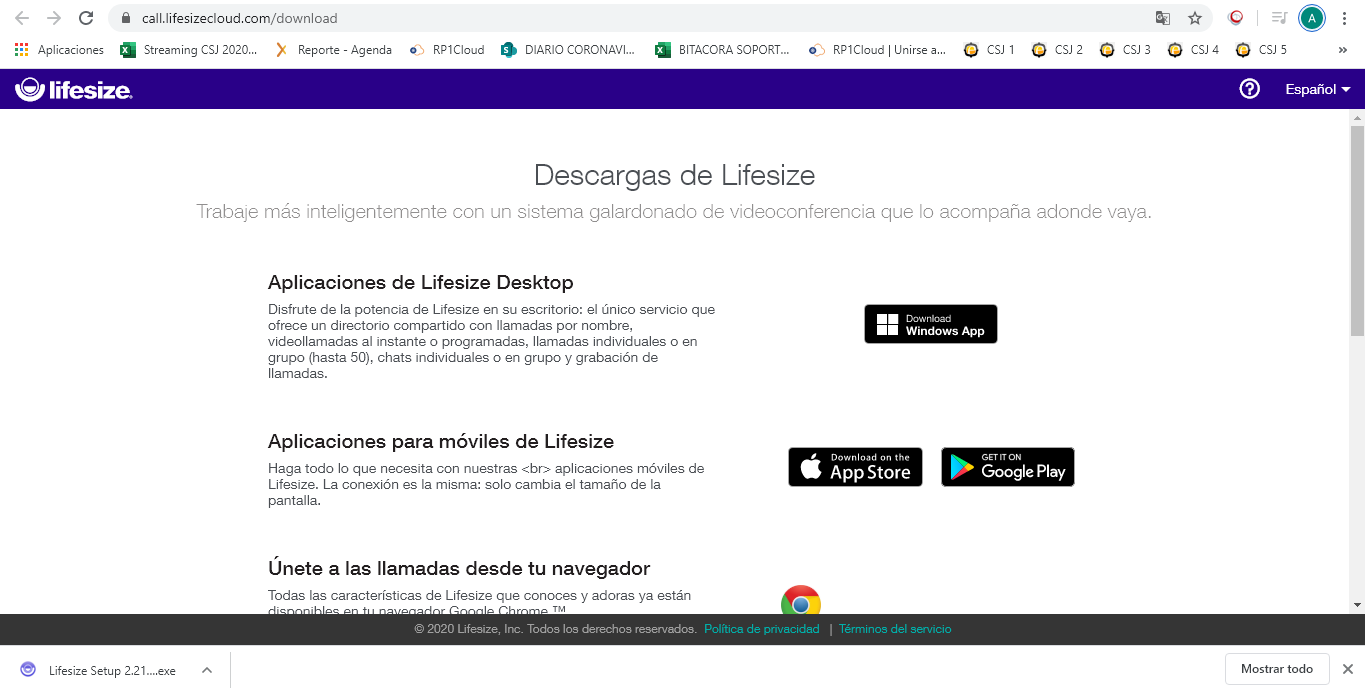 call.lifesizecloud.com/download
A
Aplicaciones
Streaming CSJ 2020...
Reporte - Agenda
RP1Cloud
DIARIO CORONAVI...
BITACORA SOPORT...
RP1Cloud | Unirse a...
CSJ 1
CSJ 2
CSJ 3
CSJ 4
CSJ 5
»
lifesize.
?
Español
Descargas de Lifesize
Trabaje más inteligentemente con un sistema galardonado de videoconferencia que lo acompaña adonde vaya.
Aplicaciones de Lifesize Desktop
Disfrute de la potencia de Lifesize en su escritorio: el único servicio que
ofrece un directorio compartido con llamadas por nombre,
videollamadas al instante o programadas, llamadas individuales o en
grupo (hasta 50), chats individuales o en grupo y grabación de
llamadas.
Download
Windows App
Aplicaciones para móviles de Lifesize
Haga todo lo que necesita con nuestras <br> aplicaciones móviles de
Lifesize. La conexión es la misma: solo cambia el tamaño de la
pantalla.
Download on the
App Store
GET IT ON
Google Play
Únete a las llamadas desde tu navegador
Todas las características de Lifesize que conoces y adoras ya están
disponibles en tu navegador Google Chrome ™
© 2020 Lifesize, Inc. Todos los derechos reservados. Política de privacidad | Términos del servicio
Lifesize Setup 2.21....exe
Mostrar todo